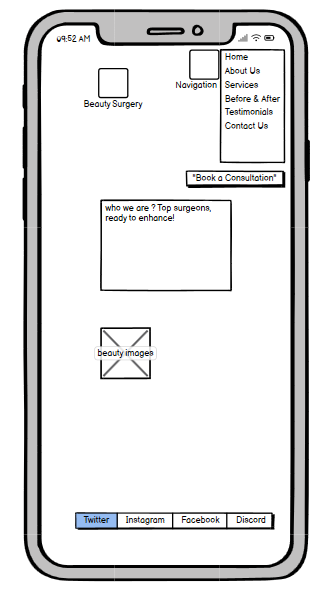 09:52 AM
Beauty Surgery
Navigation
Home
About Us
Services
Before & After
Testimonials
Contact Us
"Book a Consultation"
who we are ? Top surgeons,
ready to enhance!
beauty images
Twitter Instagram Facebook Discord